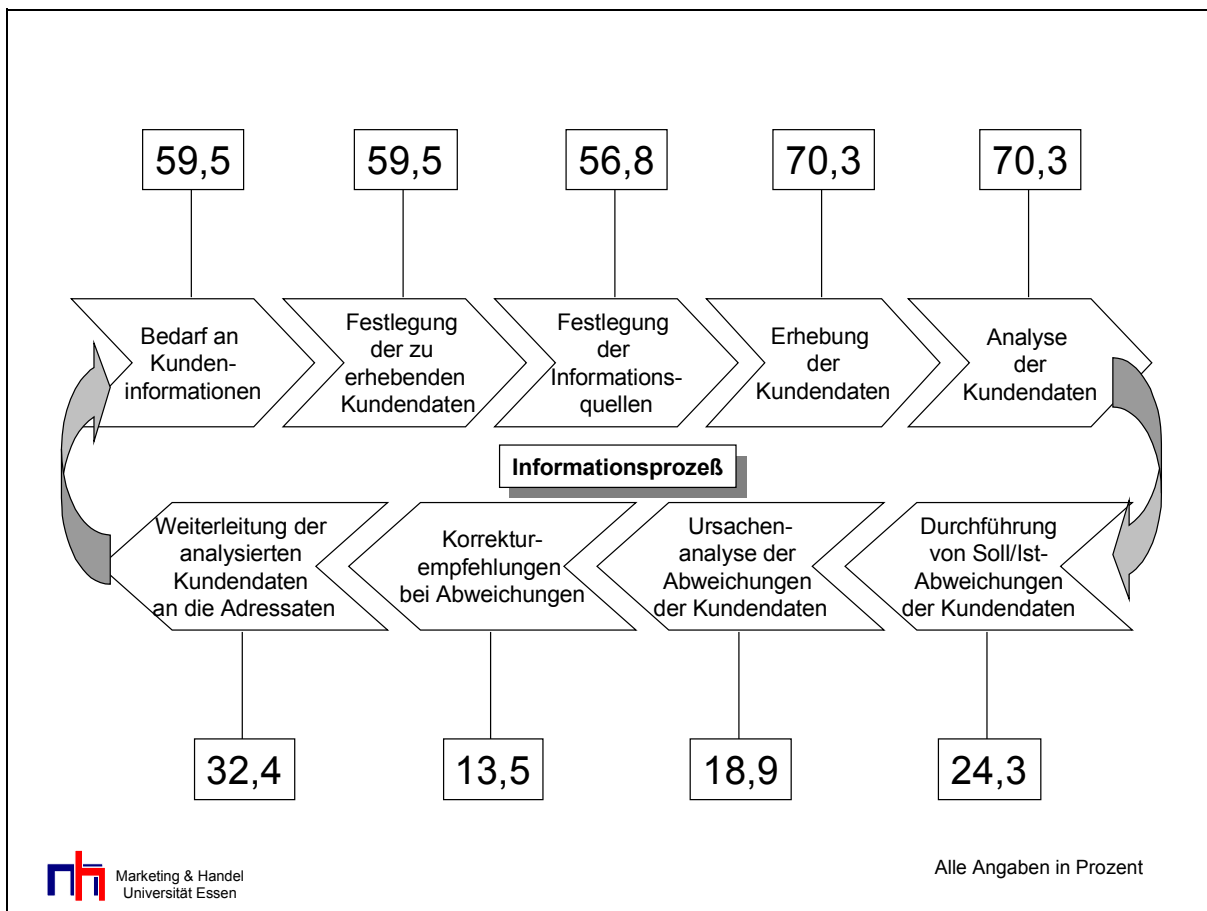 59,5
59,5
56,8
70,3
70,3
Bedarf an
Kunden-
informationen
Festlegung
der zu
erhebenden
Kundendaten
Festlegung
der
Informations-
quellen
Erhebung
der
Kundendaten
Analyse
der
Kundendaten
Informationsprozeß
Weiterleitung der
analysierten
Kundendaten
an die Adressaten
Korrektur-
empfehlungen
bei Abweichungen
Ursachen-
analyse der
Abweichungen
der Kundendaten
Durchführung
von Soll/Ist-
Abweichungen
der Kundendaten
32,4
13,5
18,9
24,3
Marketing & Handel
Universität Essen
Alle Angaben in Prozent